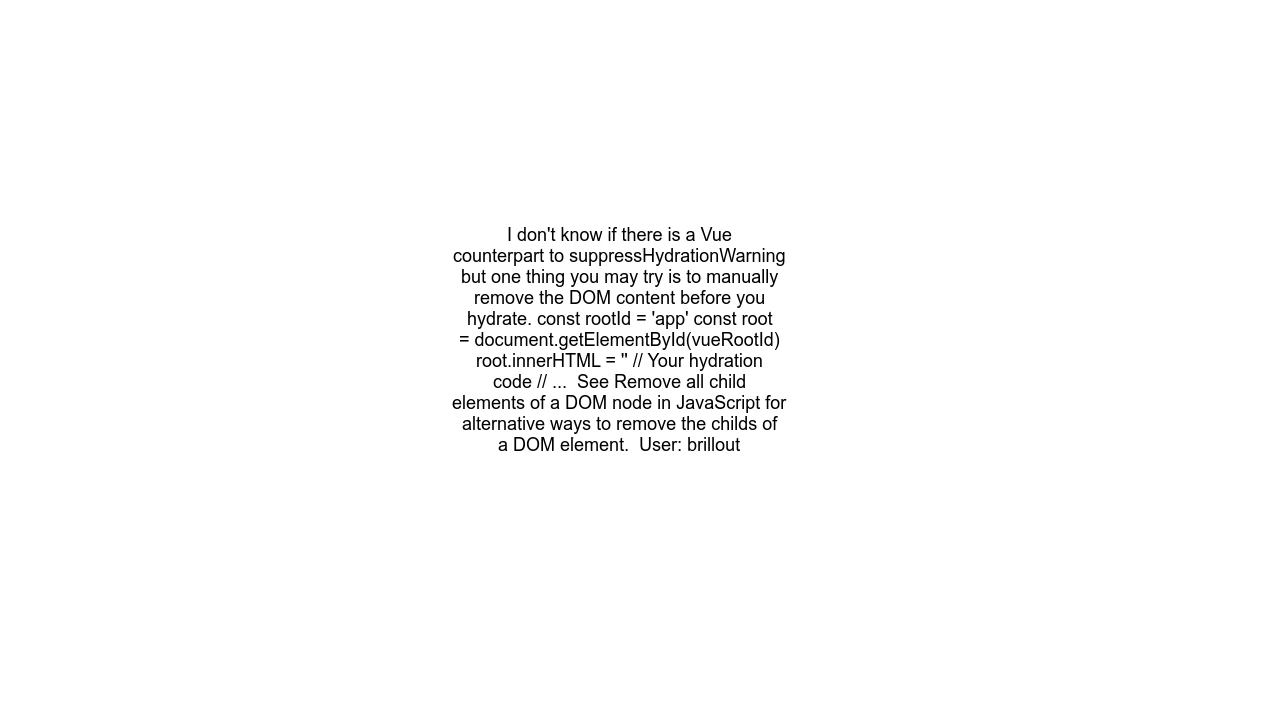 I don't know if there is a Vue
counterpart to suppressHydrationWarning
but one thing you may try is to manually
remove the DOM content before you
hydrate. const rootId = 'app' const root
= document.getElementById(vueRootId)
root.innerHTML = '' // Your hydration
code // ...  See Remove all child
elements of a DOM node in JavaScript for
alternative ways to remove the childs of
a DOM element.  User: brillout